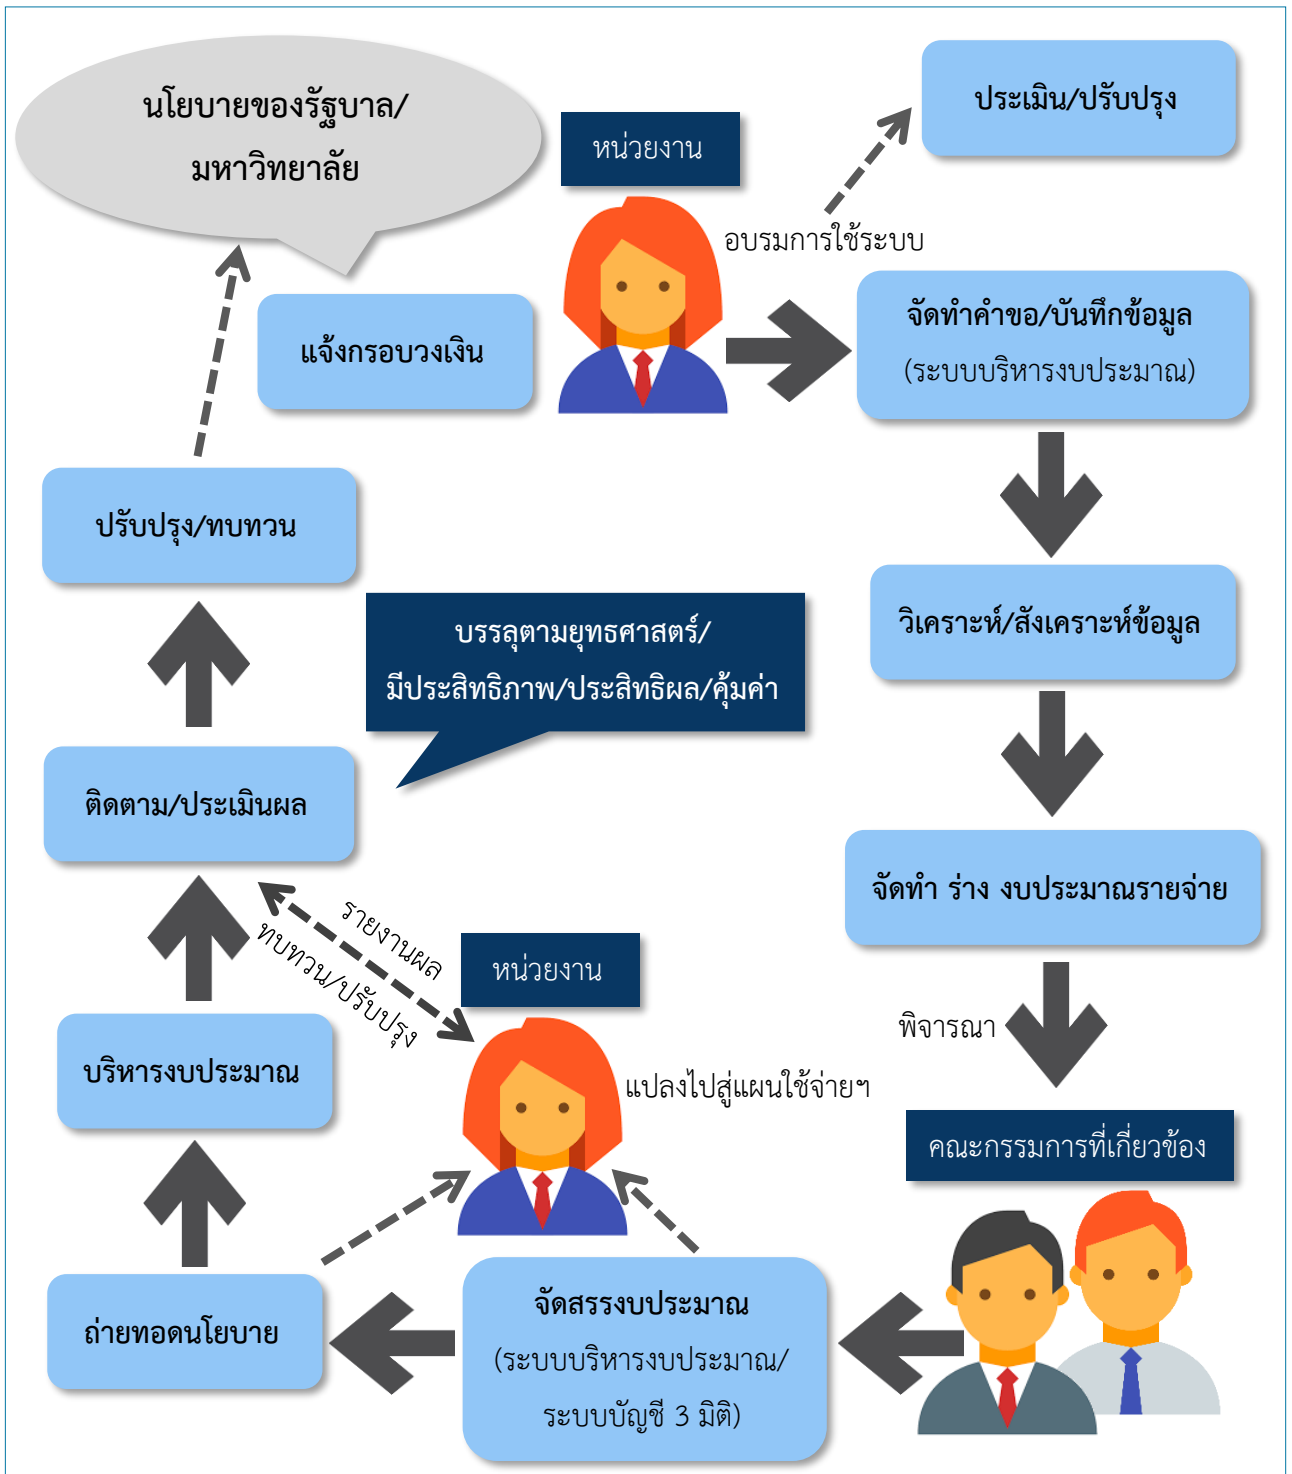 นโยบายของรัฐบาล/
มหาวิทยาลัย
หน่วยงาน
ประเมิน/ปรับปรุง
อบรมการใช้ระบบ
แจ้งกรอบวงเงิน
จัดทำคำขอ/บันทึกข้อมูล
(ระบบบริหารงบประมาณ)
ปรับปรุง/ทบทวน
วิเคราะห์/สังเคราะห์ข้อมูล
บรรลุตามยุทธศาสตร์/
มีประสิทธิภาพ/ประสิทธิผล/คุ้มค่า
ติดตาม/ประเมินผล
จัดทำ ร่าง งบประมาณรายจ่าย
รายงานผล
ทบทวน/ปรับปรุง
หน่วยงาน
พิจารณา
บริหารงบประมาณ
แปลงไปสู่แผนใช้จ่ายฯ
คณะกรรมการที่เกี่ยวข้อง
ถ่ายทอดนโยบาย
จัดสรรงบประมาณ
(ระบบบริหารงบประมาณ/
ระบบบัญชี 3 มิติ)